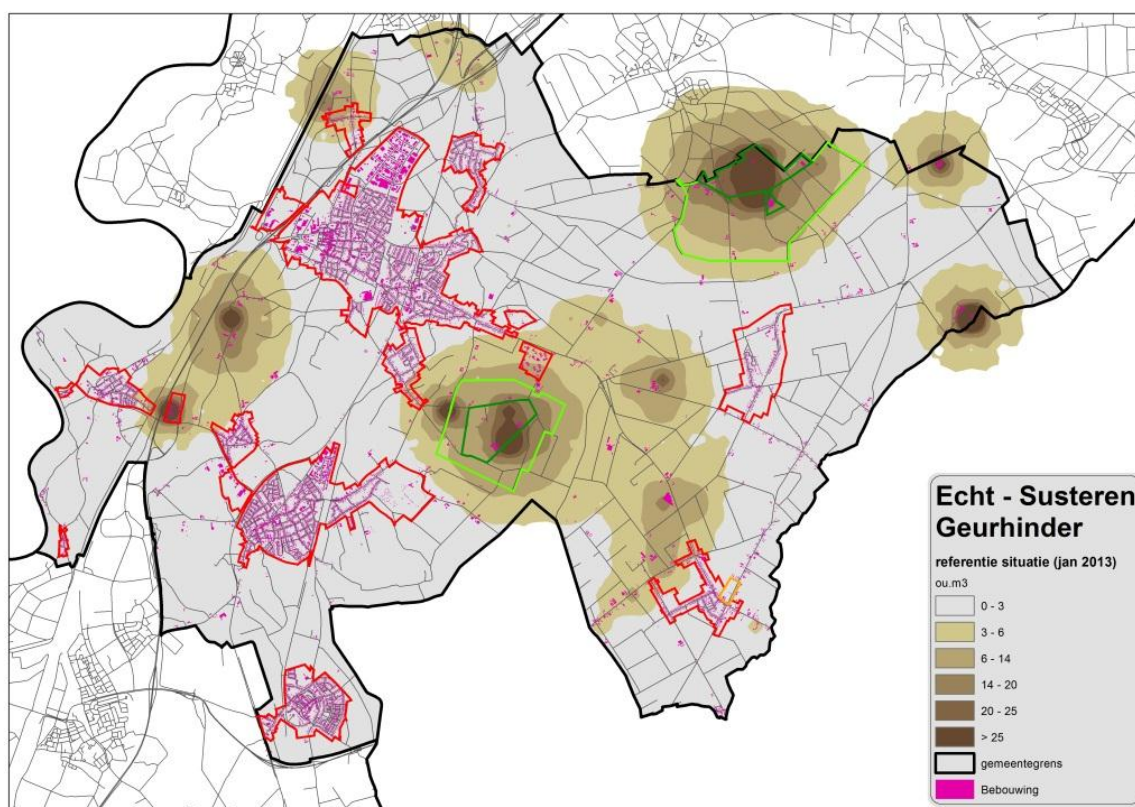 Echt - Susteren
Geurhinder
referentie situatie (jan 2013)
ou.m3
0 - 3
3 - 6
6 - 14
14 - 20
20 - 25
> 25
gemeentegrens
Bebouwing